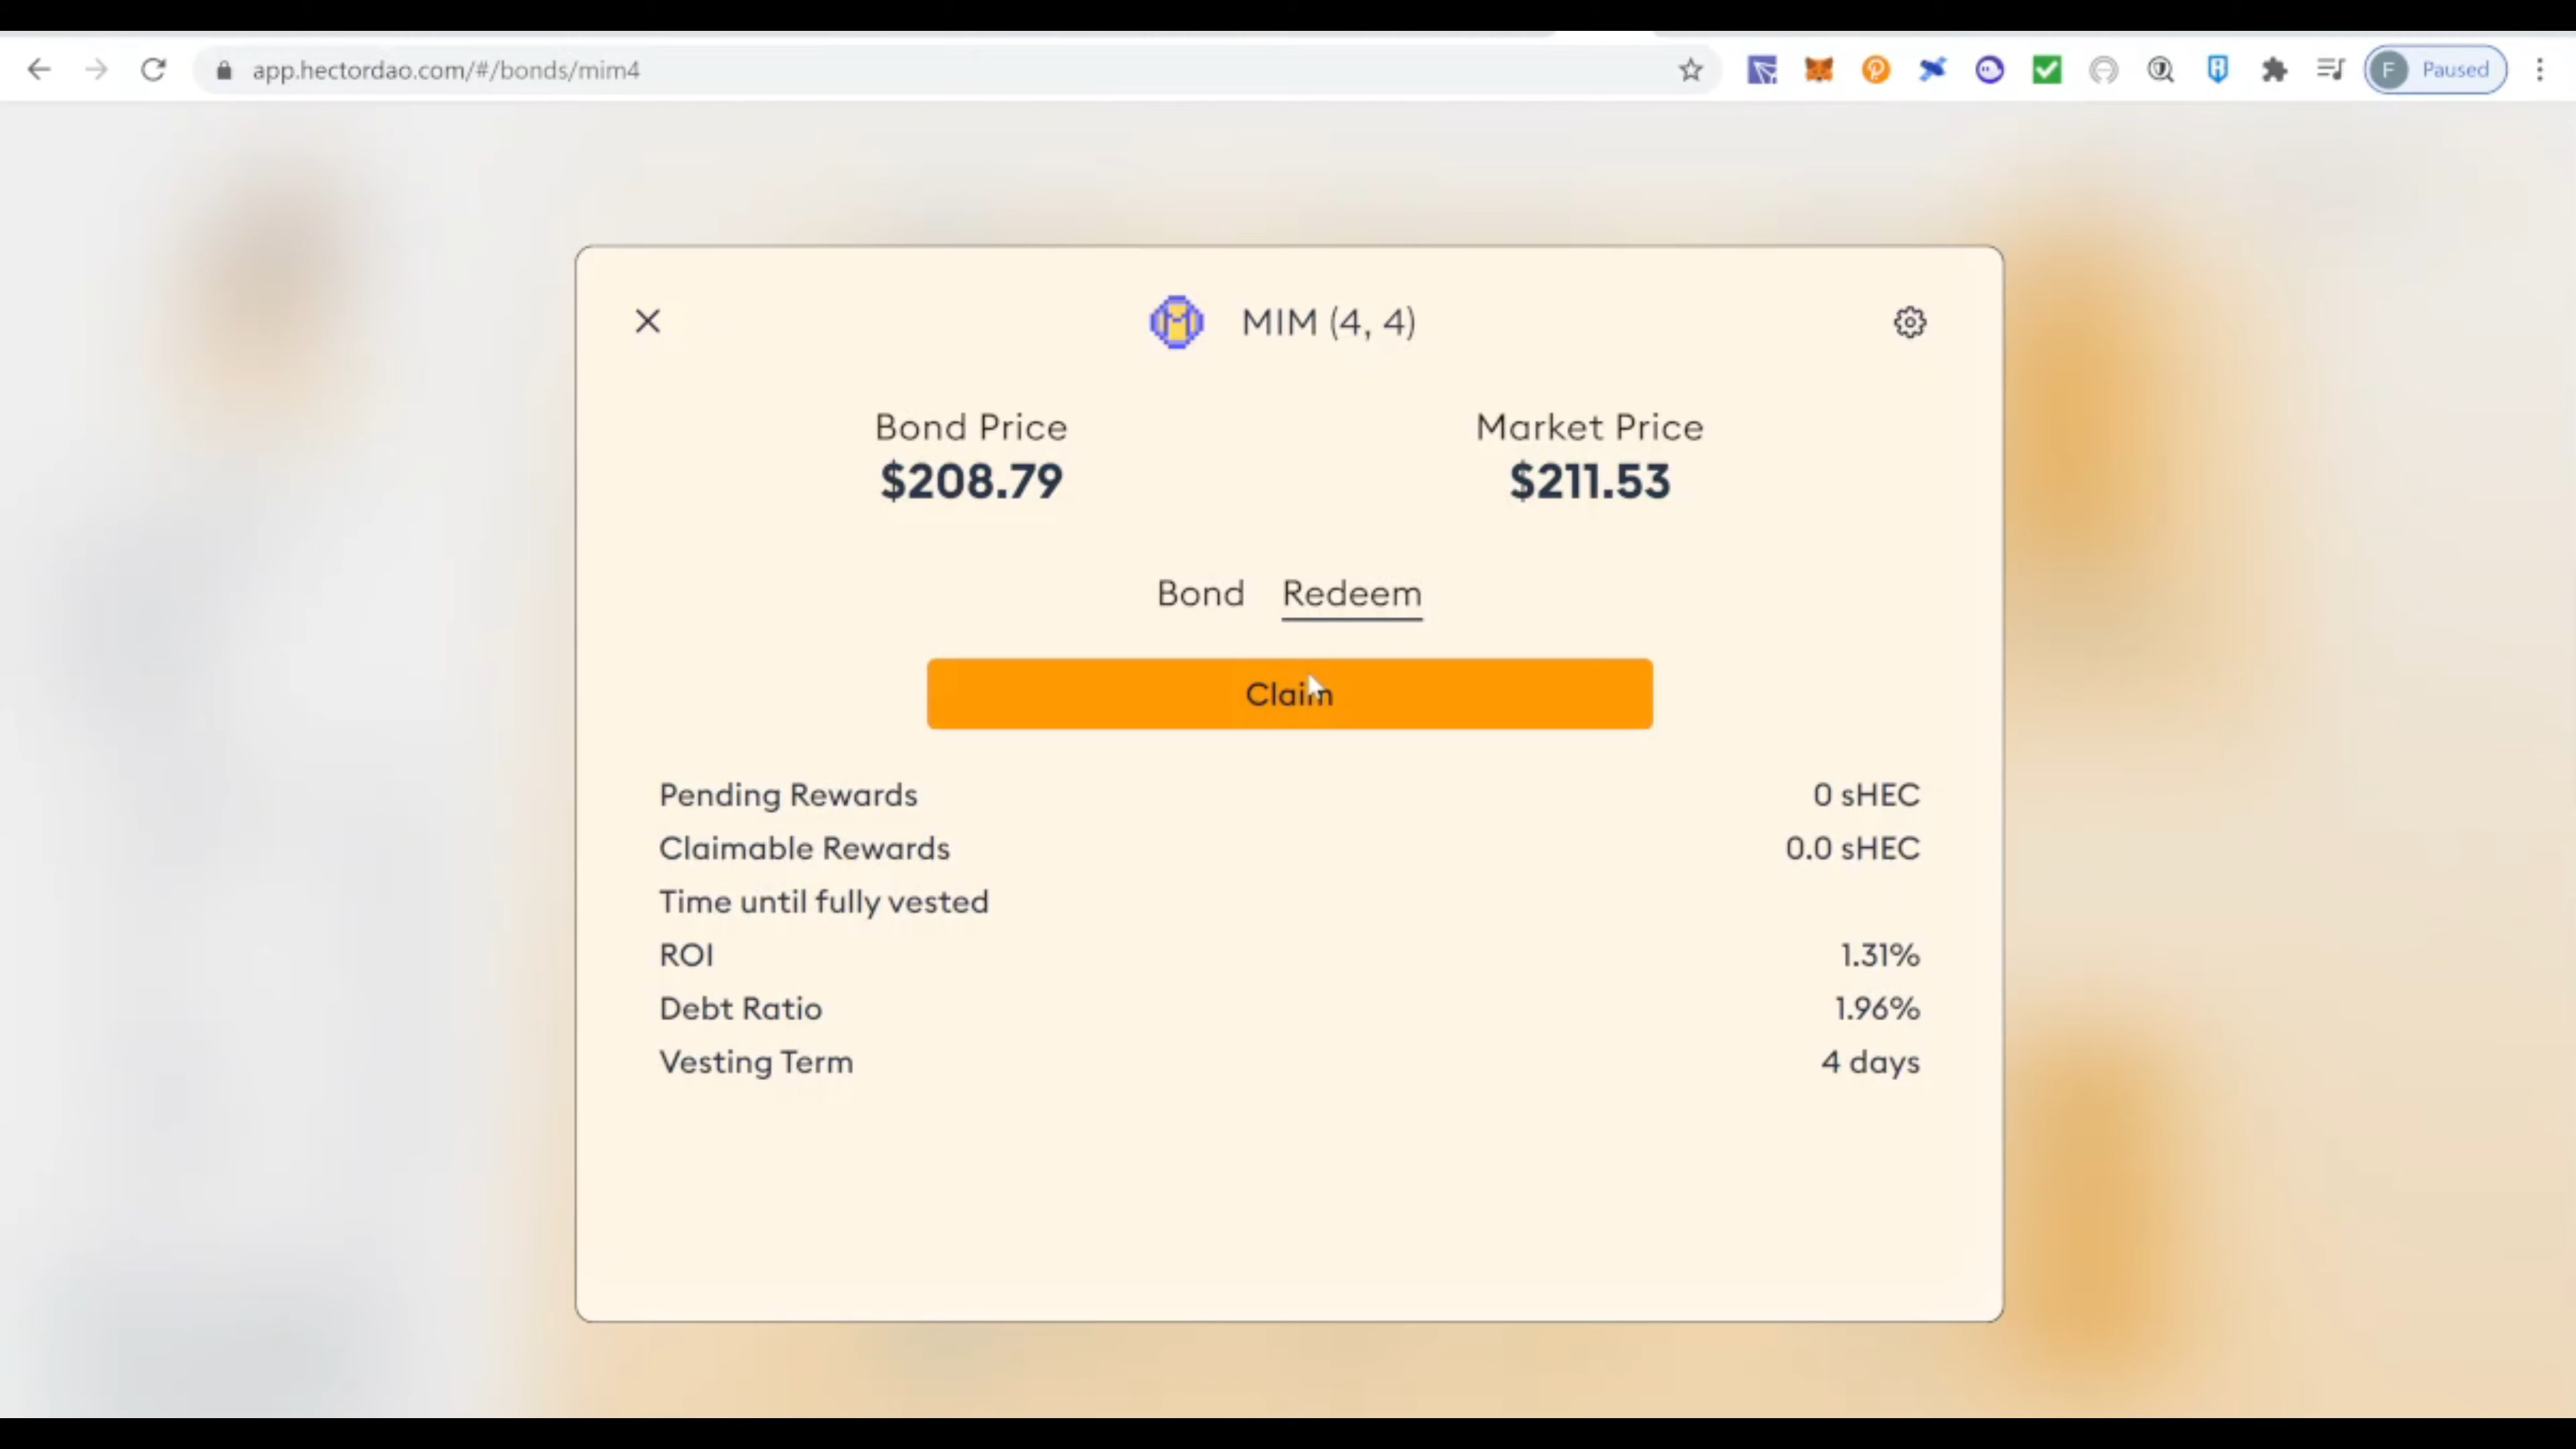 app.hectordao.com/#/bonds/mim4
F Paused
MIM (4, 4)
Bond Price
Market Price
$208.79
$211.53
Bond Redeem
Claim
Pending Rewards 0 sHEC
Claimable Rewards 0.0 sHEC
Time until fully vested
ROI 1.31%
Debt Ratio 1.96%
Vesting Term 4 days